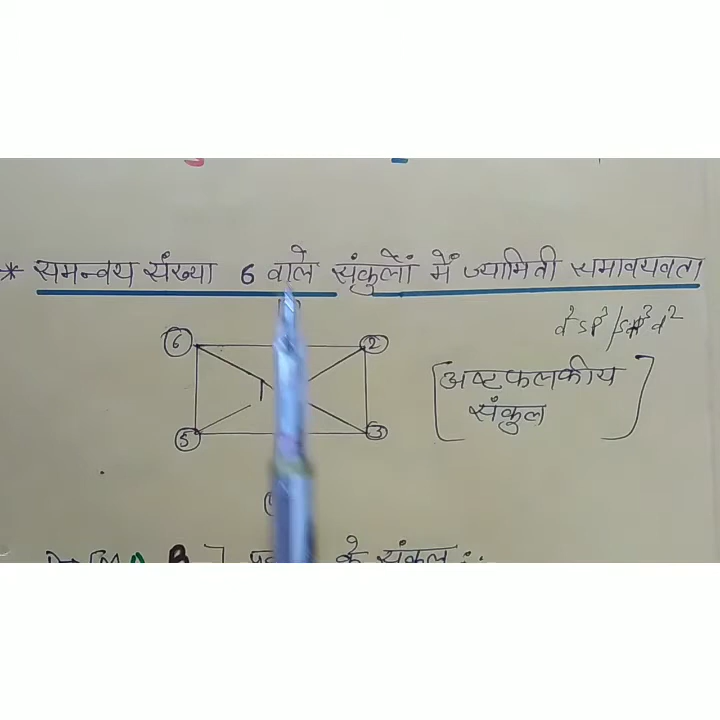 * समन्वय संख्या 6 वाले संकुलों में ज्यामिती समावयवता
d²sp³/sp³d²
6 2
[अष्टफलकीय
संकुल]
5 3
के संकुल :.